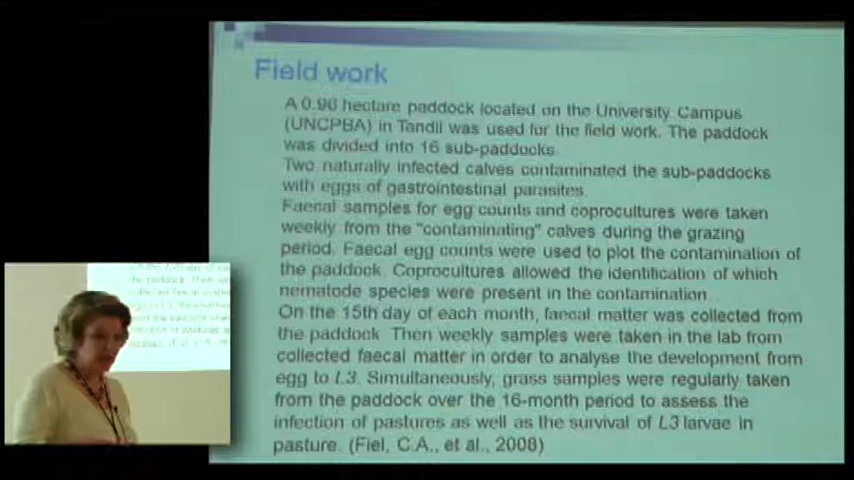 Field work
A 0.96 hectare paddock located on the University Campus
(UNCPBA) in Tandil was used for the field work. The paddock
was divided into 16 sub-paddocks.
Two naturally infected calves contaminated the sub-paddocks
with eggs of gastrointestinal parasites.
Faecal samples for egg counts and coprocultures were taken
weekly from the "contaminating" calves during the grazing
period. Faecal egg counts were used to plot the contamination of
the paddock. Coprocultures allowed the identification of which
nematode species were present in the contamination.
On the 15th day of each month, faecal matter was collected from
the paddock. Then weekly samples were taken in the lab from
collected faecal matter in order to analyse the development from
egg to L3. Simultaneously, grass samples were regularly taken
from the paddock over the 16-month period to assess the
infection of pastures as well as the survival of L3 larvae in
pasture. (Fiel, C.A., et al., 2008)